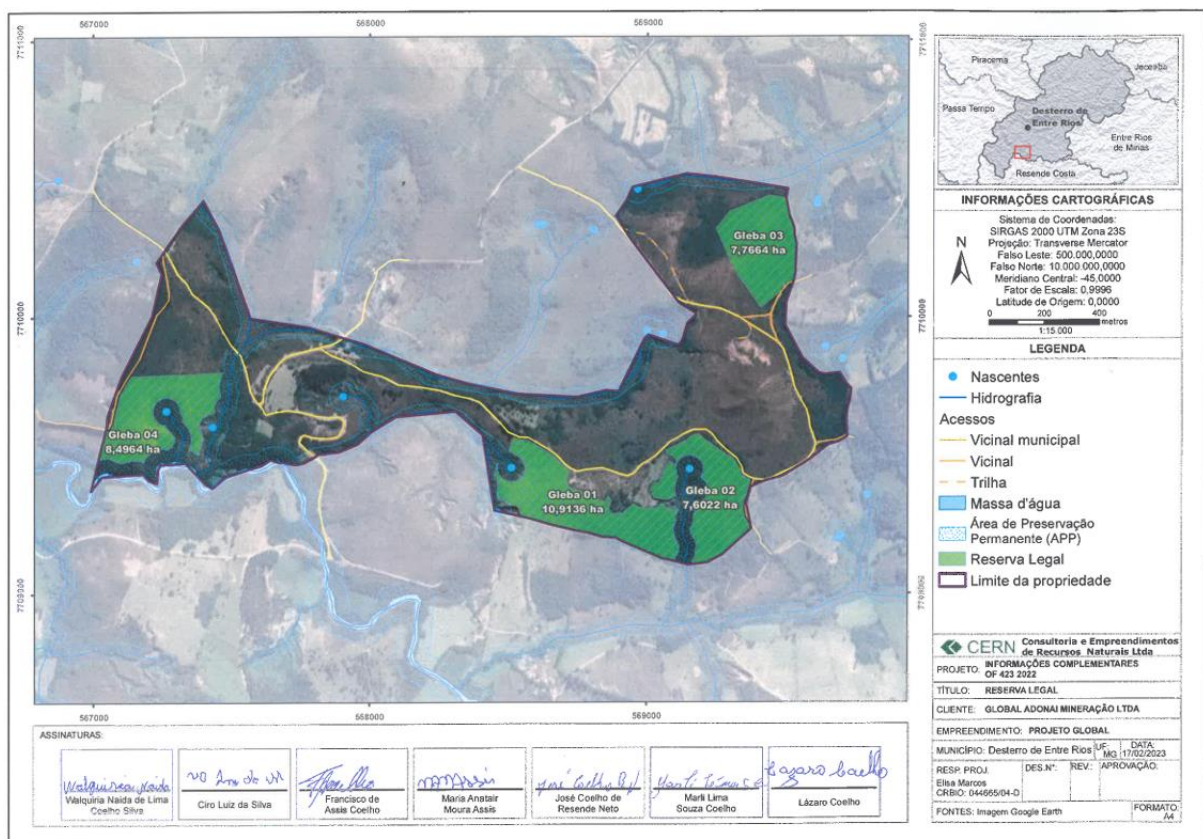 567000 568000 569000
7711000
7711000
Gleba 03
7,7664 ha
7710000
7710000
Gleba 04
8,4964 ha
Gleba 01
10,9136 ha
Gleba 02
7,6022 ha
7709000
7709000
567000 568000 569000
Piracema
Jeceaba
Passa Tempo
Desterro de
Entre Rios
Entre Rios
de Minas
Resende Costa
INFORMAÇÕES CARTOGRÁFICAS
Sistema de Coordenadas:
SIRGAS 2000 UTM Zona 23S
Projeção: Transverse Mercator
Falso Leste: 500.000,0000
Falso Norte: 10.000.000,0000
Meridiano Central: -45,0000
Fator de Escala: 0,9996
Latitude de Origem: 0,0000
N
0 200 400
metros
1:15.000
LEGENDA
Nascentes
Hidrografia
Acessos
Vicinal municipal
Vicinal
Trilha
Massa d'água
Área de Preservação
Permanente (APP)
Reserva Legal
Limite da propriedade
CERN Consultoria e Empreendimentos
de Recursos Naturais Ltda
PROJETO: INFORMAÇÕES COMPLEMENTARES
OF 423 2022
TÍTULO: RESERVA LEGAL
CLIENTE: GLOBAL ADONAI MINERAÇÃO LTDA
EMPREENDIMENTO: PROJETO GLOBAL
MUNICÍPIO: Desterro de Entre Rios UF: MG DATA: 17/02/2023
RESP. PROJ. DES.Nº: REV.: APROVAÇÃO:
Elisa Marcos
CRBIO: 044655/04-D
FONTES: Imagem Google Earth FORMATO: A4
ASSINATURAS:
Walquiria Naida
Lázaro Coelho
Walquíria Naida de Lima
Coelho Silva
Ciro Luiz da Silva
Francisco de
Assis Coelho
Maria Anatair
Moura Assis
José Coelho de
Resende Neto
Marli Lima
Souza Coelho
Lázaro Coelho